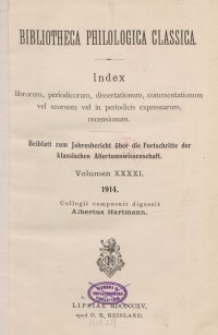 BIBLIOTHECA PHILOLOGICA CLASSICA.
Index
librorum, periodicorum, dissertationum, commentationum
vel seorsum vel in periodicis expressarum,
recensionum.
Beiblatt zum Jahresbericht über die Fortschritte der
klassischen Altertumswissenschaft.
Volumen XXXXI.
1914.
Collegit composuit digessit
Albertus Hartmann.
LIPSIAE MDCCCCXV,
apud O. R. REISLAND.